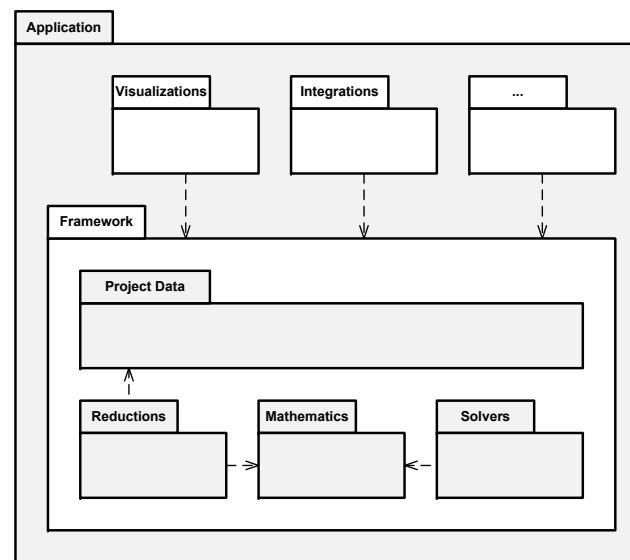 Application
Visualizations
Integrations
...
Framework
Project Data
Reductions
Mathematics
Solvers